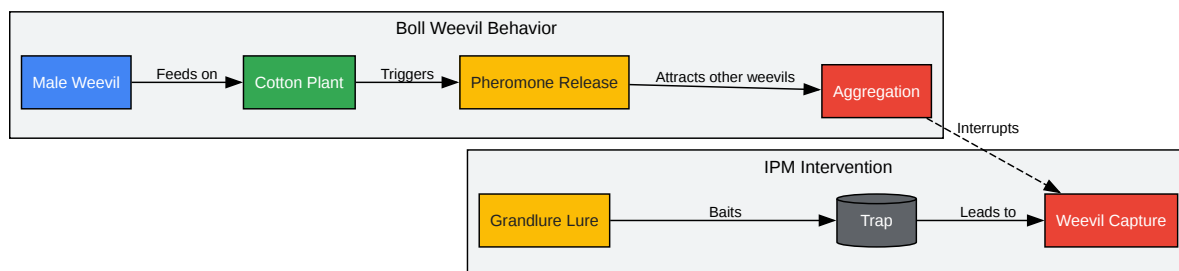 Boll Weevil Behavior
Male Weevil
Feeds on
Cotton Plant
Triggers
Pheromone Release
Attracts other weevils
Aggregation
Interrupts
IPM Intervention
Grandlure Lure
Baits
Trap
Leads to
Weevil Capture